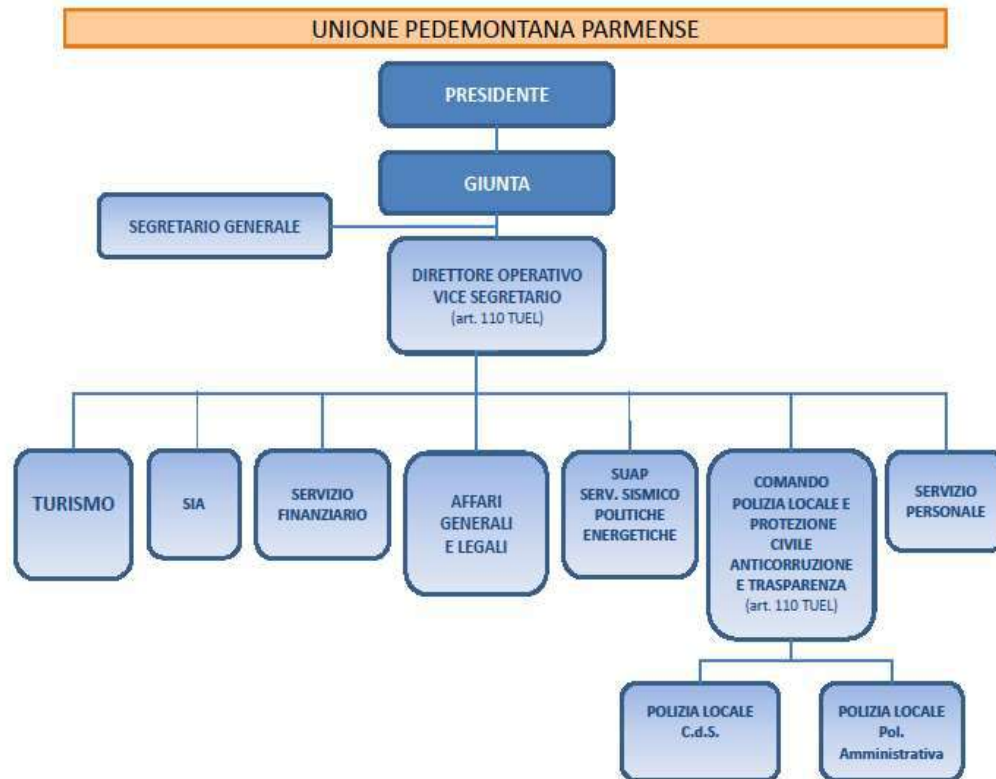 UNIONE PEDEMONTANA PARMENSE
PRESIDENTE
GIUNTA
SEGRETARIO GENERALE
DIRETTORE OPERATIVO
VICE SEGRETARIO
(art. 110 TUEL)
TURISMO
SIA
SERVIZIO
FINANZIARIO
AFFARI
GENERALI
E LEGALI
SUAP
SERV. SISMICO
POLITICHE
ENERGETICHE
COMANDO
POLIZIA LOCALE E
PROTEZIONE
CIVILE
ANTICORRUZIONE
E TRASPARENZA
(art. 110 TUEL)
SERVIZIO
PERSONALE
POLIZIA LOCALE
C.d.S.
POLIZIA LOCALE
Pol.
Amministrativa